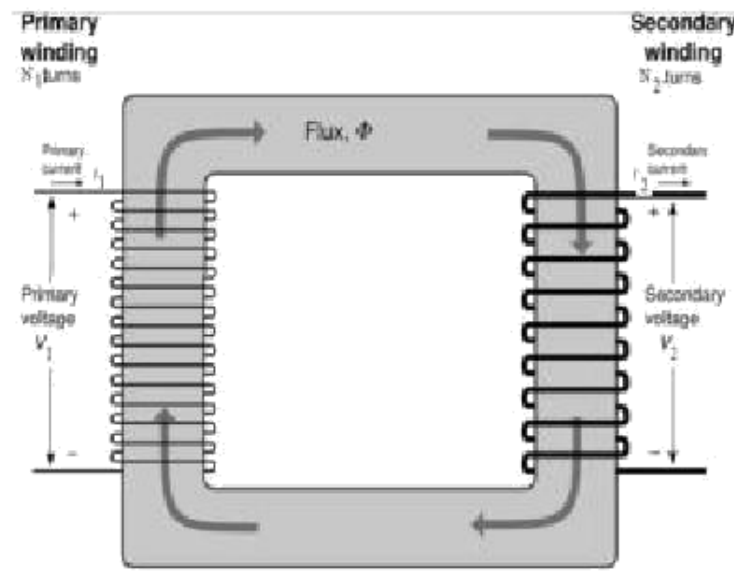 Primary
winding
N1 turns
Secondary
winding
N2 turns
Flux, Φ
Primary
current
I1
I2
Secondary
current
+
+
Primary
voltage
V1
Secondary
voltage
V2
-
-